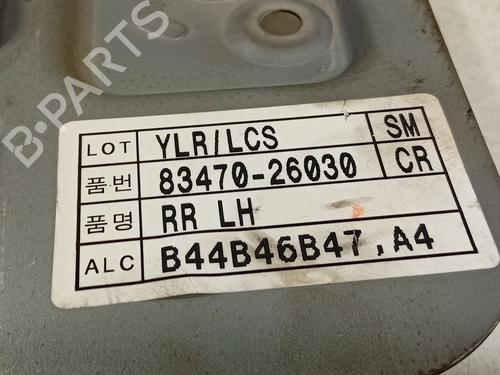 B-PARTS
LOT YLR/LCS SM
품번 83470-26030 CR
품명 RR LH
ALC B44B46B47,A4